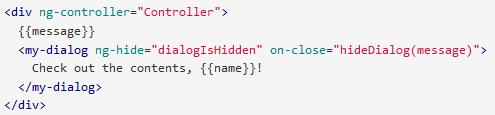 <div ng-controller="Controller">
  {{message}}
  <my-dialog ng-hide="dialogIsHidden" on-close="hideDialog(message)">
    Check out the contents, {{name}}!
  </my-dialog>
</div>